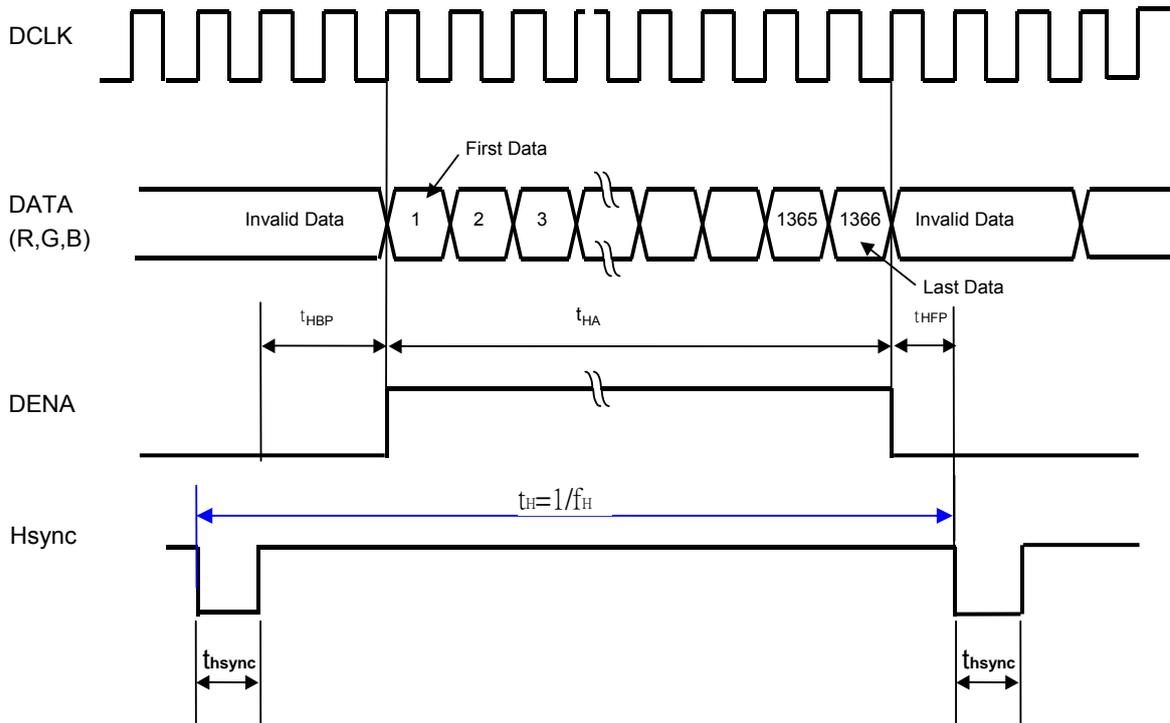 DCLK
First Data
DATA
(R,G,B)
Invalid Data
1
2
3
1365
1366
Invalid Data
Last Data
tHBP
tHA
tHFP
DENA
tH=1/fH
Hsync
thsync
thsync